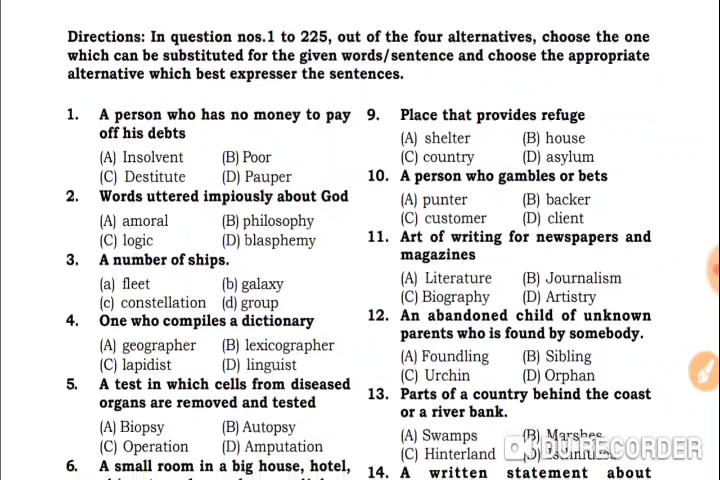 Directions: In question nos.1 to 225, out of the four alternatives, choose the one
which can be substituted for the given words/sentence and choose the appropriate
alternative which best expresser the sentences.
1. A person who has no money to pay
off his debts
(A) Insolvent (B) Poor
(C) Destitute (D) Pauper
2. Words uttered impiously about God
(A) amoral (B) philosophy
(C) logic (D) blasphemy
3. A number of ships.
(a) fleet (b) galaxy
(c) constellation (d) group
4. One who compiles a dictionary
(A) geographer (B) lexicographer
(C) lapidist (D) linguist
5. A test in which cells from diseased
organs are removed and tested
(A) Biopsy (B) Autopsy
(C) Operation (D) Amputation
6. A small room in a big house, hotel,
9. Place that provides refuge
(A) shelter (B) house
(C) country (D) asylum
10. A person who gambles or bets
(A) punter (B) backer
(C) customer (D) client
11. Art of writing for newspapers and
magazines
(A) Literature (B) Journalism
(C) Biography (D) Artistry
12. An abandoned child of unknown
parents who is found by somebody.
(A) Foundling (B) Sibling
(C) Urchin (D) Orphan
13. Parts of a country behind the coast
or a river bank.
(A) Swamps (B) Marshes
(C) Hinterland (D)
14. A written statement about
DU RECORDER